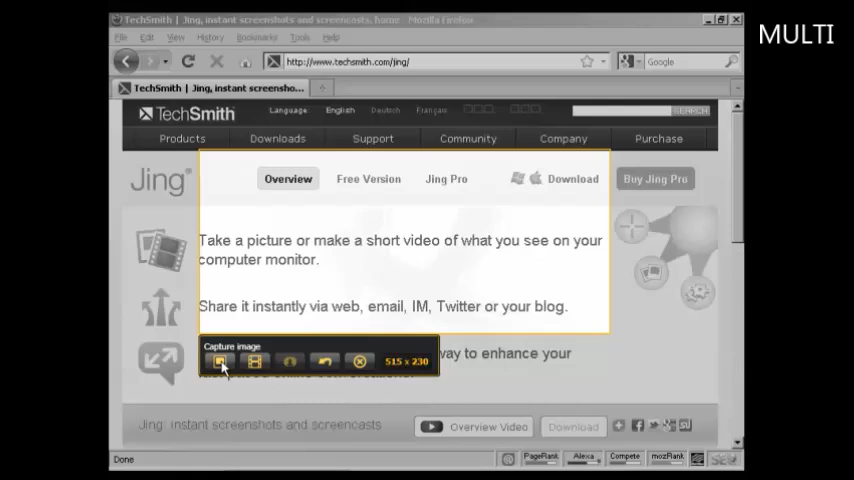 TechSmith | Jing, instant screenshots and screencasts, home - Mozilla Firefox
MULTI
File Edit View History Bookmarks Tools Help
http://www.techsmith.com/jing/
Google
TechSmith | Jing, instant screensho...
TechSmith
Language English Deutsch Français
SEARCH
Products Downloads Support Community Company Purchase
Jing
Overview Free Version Jing Pro Download Buy Jing Pro
Take a picture or make a short video of what you see on your
computer monitor.
Share it instantly via web, email, IM, Twitter or your blog.
Capture image
way to enhance your
515 x 230
Jing: instant screenshots and screencasts
Overview Video Download
Done
PageRank Alexa Compete mozRank